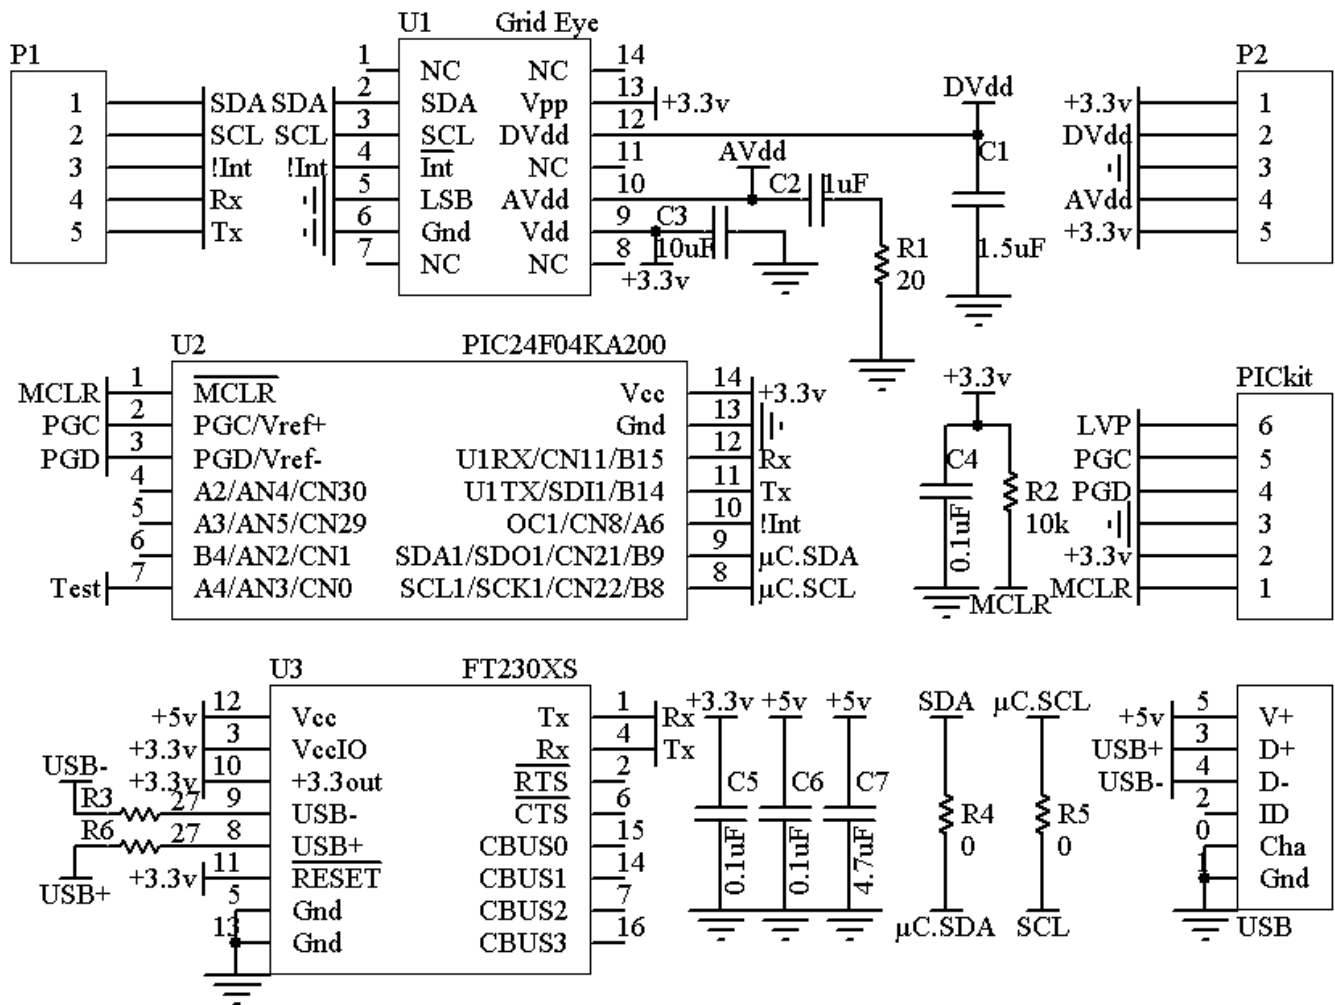 U1 Grid Eye
P1
P2
1 SDA
2 SCL
3 !Int
4 Rx
5 Tx
1 NC NC 14
SDA 2 SDA Vpp 13 +3.3v
SCL 3 SCL DVdd 12
!Int 4 Int NC 11
5 LSB AVdd 10
6 Gnd Vdd 9
7 NC NC 8
AVdd
C2 1uF
C3
10uF
+3.3v
R1
20
DVdd
C1
1.5uF
+3.3v 1
DVdd 2
3
AVdd 4
+3.3v 5
U2 PIC24F04KA200
MCLR 1 MCLR Vcc 14 +3.3v
PGC 2 PGC/Vref+ Gnd 13
PGD 3 PGD/Vref- U1RX/CN11/B15 12 Rx
4 A2/AN4/CN30 U1TX/SDI1/B14 11 Tx
5 A3/AN5/CN29 OC1/CN8/A6 10 !Int
6 B4/AN2/CN1 SDA1/SDO1/CN21/B9 9 µC.SDA
Test 7 A4/AN3/CN0 SCL1/SCK1/CN22/B8 8 µC.SCL
+3.3v
C4
0.1uF
R2
10k
MCLR
PICkit
LVP 6
PGC 5
PGD 4
3
+3.3v 2
MCLR 1
U3 FT230XS
+5v 12 Vcc Tx 1 Rx
+3.3v 3 VccIO Rx 4 Tx
+3.3v 10 +3.3out RTS 2
USB-
R3 27 9 USB- CTS 6
R6 27 8 USB+ CBUS0 15
USB+
+3.3v 11 RESET CBUS1 14
5 Gnd CBUS2 7
13 Gnd CBUS3 16
+3.3v +5v +5v
C5 C6 C7
0.1uF 0.1uF 4.7uF
SDA µC.SCL
R4 R5
0 0
µC.SDA SCL
+5v 5 V+
USB+ 3 D+
USB- 4 D-
2 ID
0 Cha
1 Gnd
USB